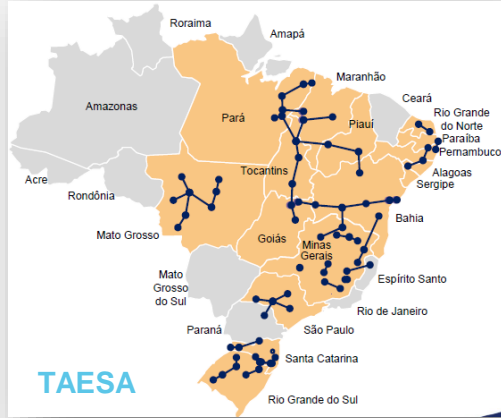 Roraima
Amapá
Amazonas
Pará
Maranhão
Ceará
Rio Grande
do Norte
Paraíba
Pernambuco
Piauí
Acre
Rondônia
Tocantins
Alagoas
Sergipe
Bahia
Mato Grosso
Goiás
Minas
Gerais
Mato
Grosso
do Sul
Espírito Santo
Rio de Janeiro
São Paulo
Paraná
Santa Catarina
Rio Grande do Sul
TAESA